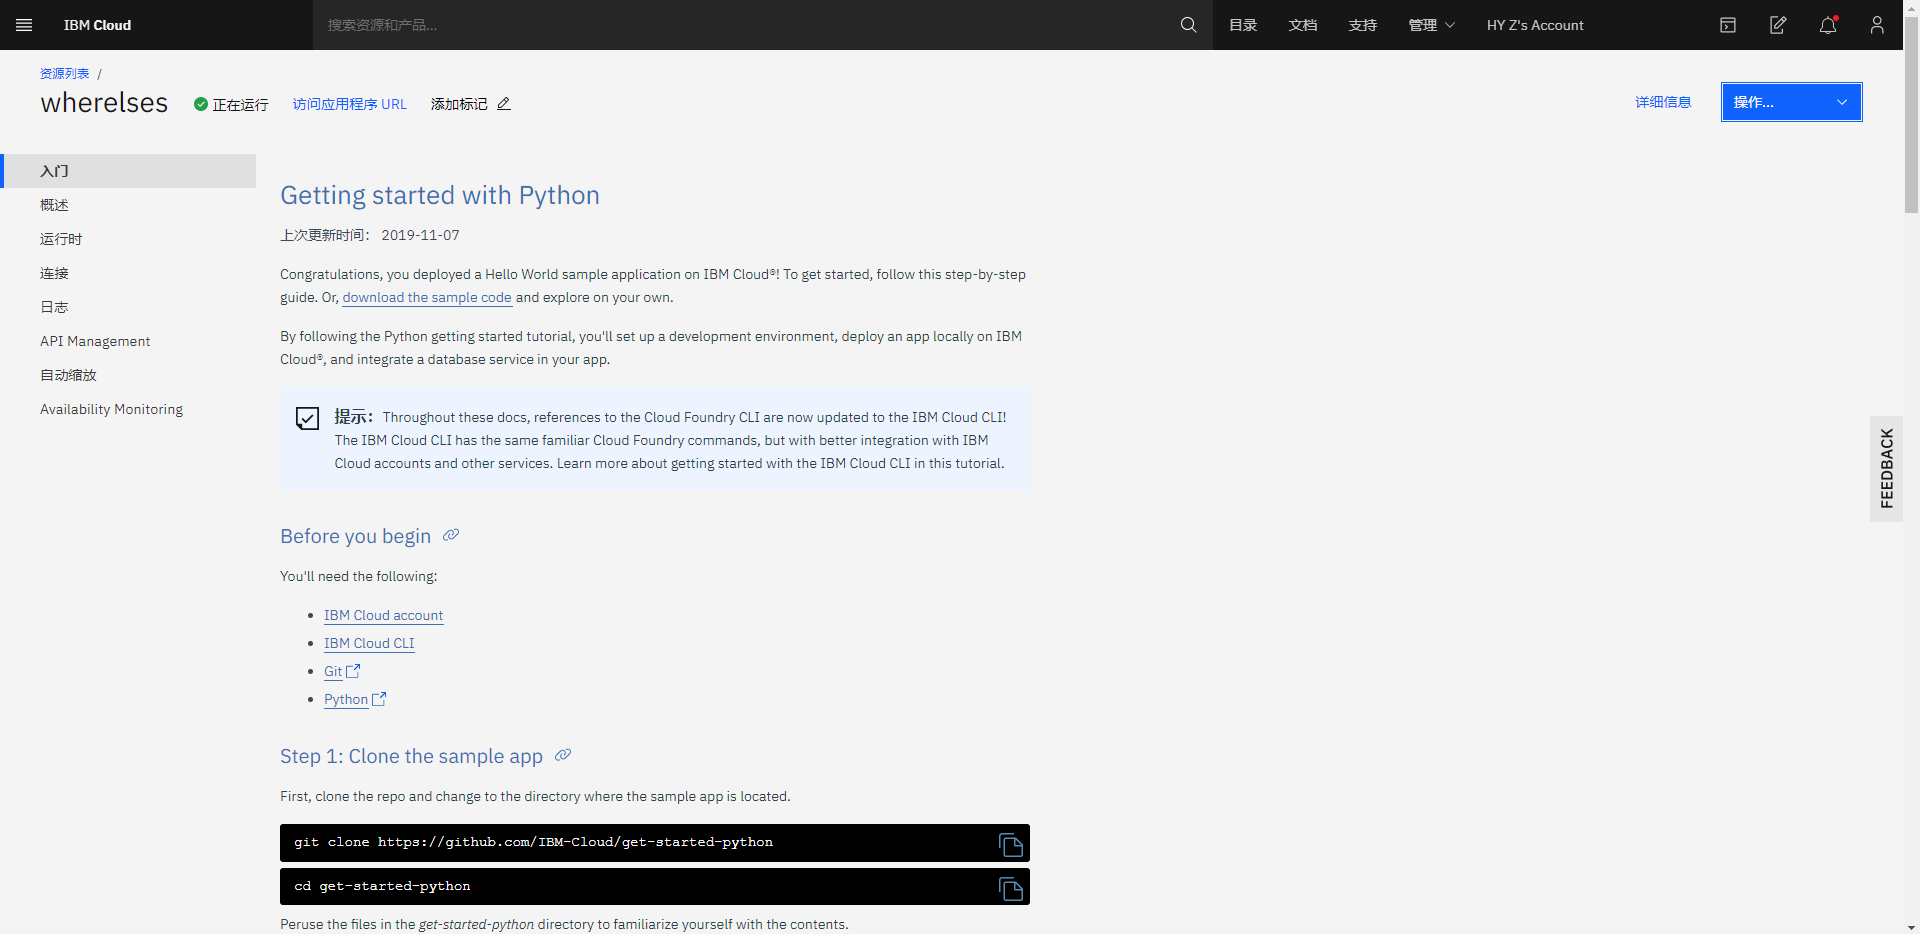 IBM Cloud
搜索资源和产品...
目录
文档
支持
管理
HY Z's Account
资源列表 /
wherelses
正在运行
访问应用程序 URL
添加标记
详细信息
操作...
入门
概述
运行时
连接
日志
API Management
自动缩放
Availability Monitoring
Getting started with Python
上次更新时间： 2019-11-07
Congratulations, you deployed a Hello World sample application on IBM Cloud®! To get started, follow this step-by-step
guide. Or, download the sample code and explore on your own.
By following the Python getting started tutorial, you'll set up a development environment, deploy an app locally on IBM
Cloud®, and integrate a database service in your app.
提示： Throughout these docs, references to the Cloud Foundry CLI are now updated to the IBM Cloud CLI!
The IBM Cloud CLI has the same familiar Cloud Foundry commands, but with better integration with IBM
Cloud accounts and other services. Learn more about getting started with the IBM Cloud CLI in this tutorial.
Before you begin
You'll need the following:
• IBM Cloud account
• IBM Cloud CLI
• Git
• Python
Step 1: Clone the sample app
First, clone the repo and change to the directory where the sample app is located.
git clone https://github.com/IBM-Cloud/get-started-python
cd get-started-python
Peruse the files in the get-started-python directory to familiarize yourself with the contents.
FEEDBACK